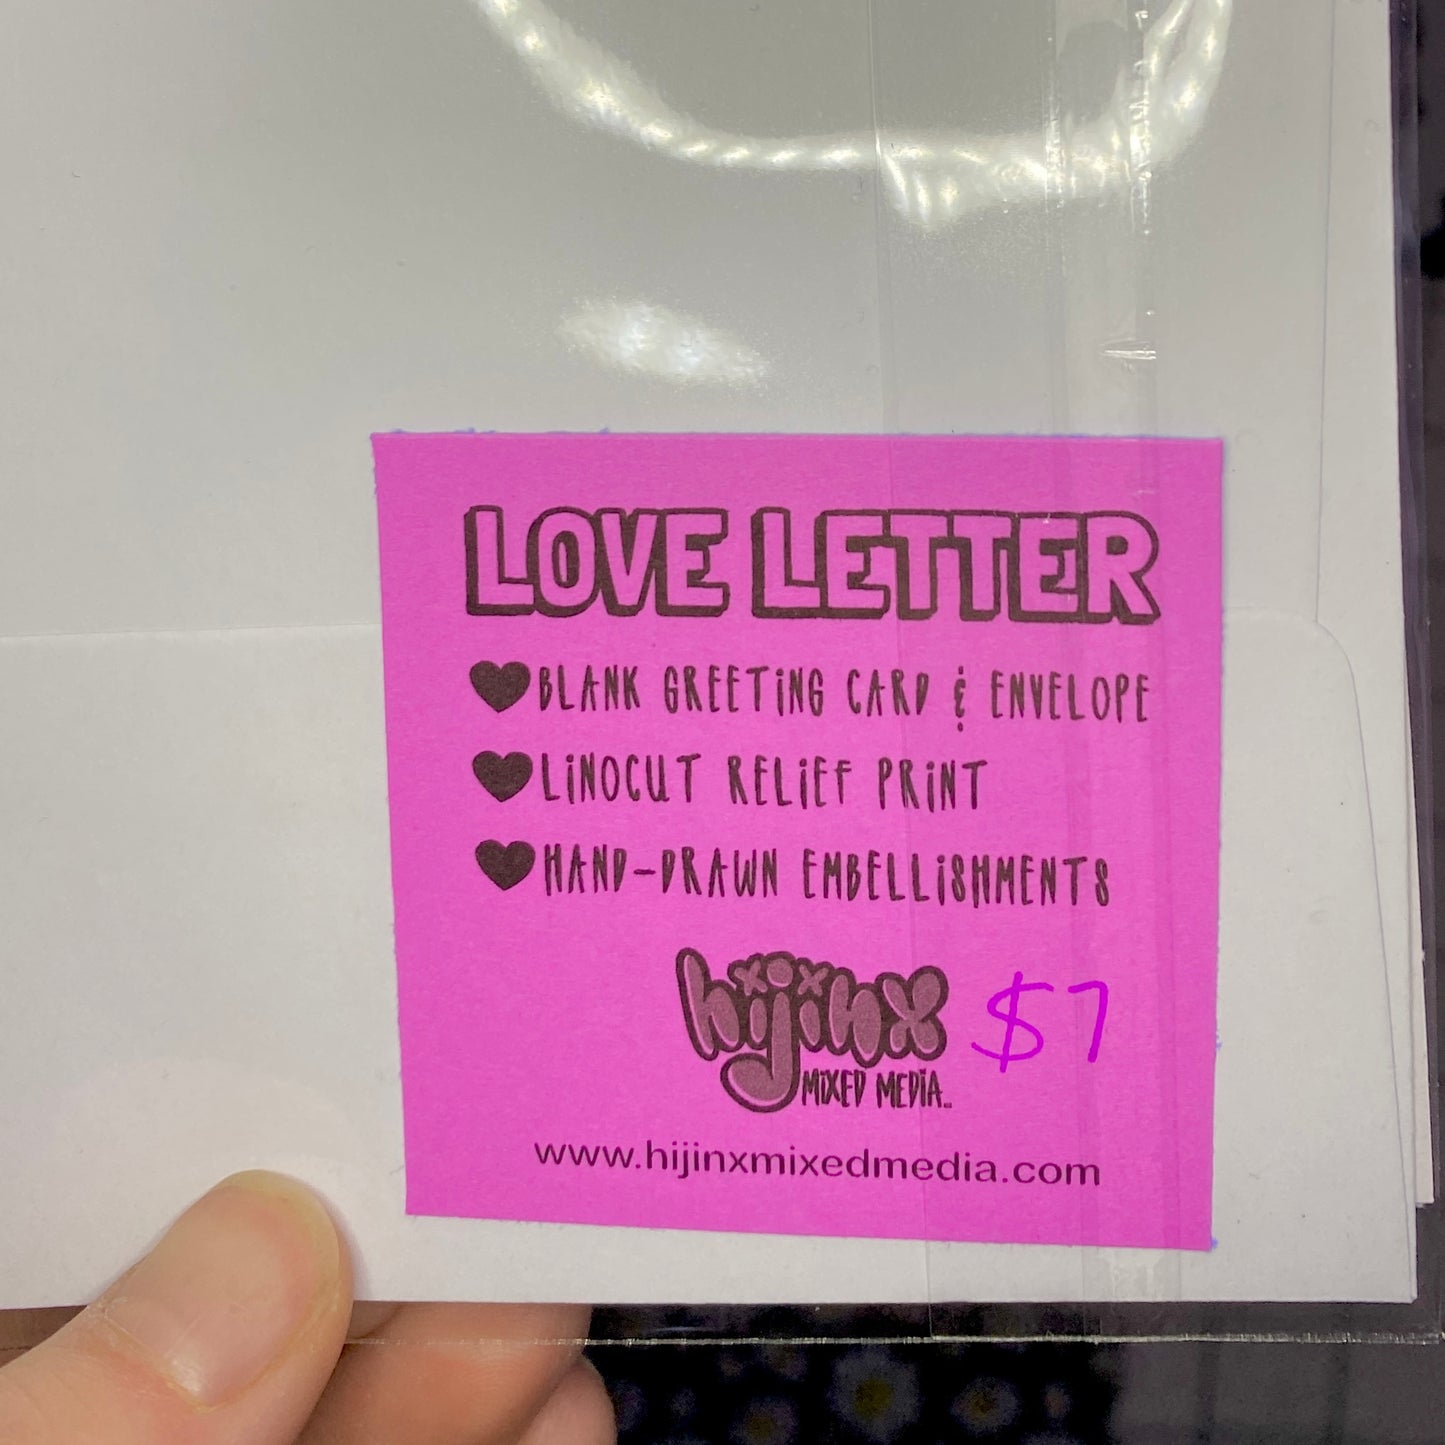 LOVE LETTER
BLANK GREETING CARD & ENVELOPE
LINOCUT RELIEF PRINT
HAND-DRAWN EMBELLISHMENTS
hijinx $7
MIXED MEDIA
www.hijinxmixedmedia.com